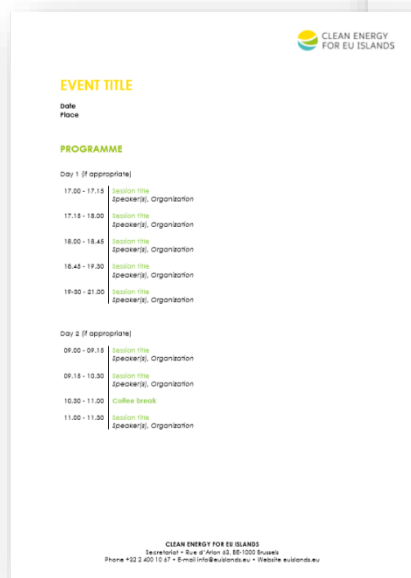 CLEAN ENERGY
FOR EU ISLANDS
EVENT TITLE
Date
Place
PROGRAMME
Day 1 (if appropriate)
17.00 - 17.15 Session title
Speaker(s), Organization
17.15 - 18.00 Session title
Speaker(s), Organization
18.00 - 18.45 Session title
Speaker(s), Organization
18.45 - 19.30 Session title
Speaker(s), Organization
19-30 - 21.00 Session title
Speaker(s), Organization
Day 2 (if appropriate)
09.00 - 09.15 Session title
Speaker(s), Organization
09.15 - 10.30 Session title
Speaker(s), Organization
10.30 - 11.00 Coffee break
11.00 - 11.30 Session title
Speaker(s), Organization
CLEAN ENERGY FOR EU ISLANDS
Secretariat • Rue d'Arlon 63, BE-1000 Brussels
Phone +32 2 400 10 67 • E-mail info@euislands.eu • Website euislands.eu